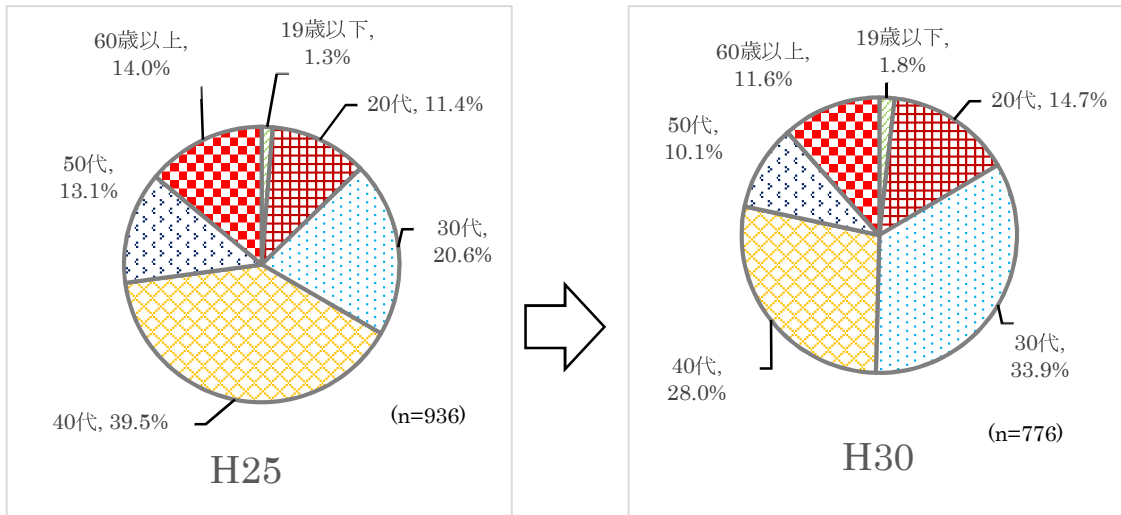 60歳以上,
14.0%
19歳以下,
1.3%
20代, 11.4%
30代
20.6%
40代, 39.5%
50代,
13.1%
(n=936)
H25
60歳以上,
11.6%
19歳以下,
1.8%
20代, 14.7%
30代,
33.9%
40代
28.0%
50代,
10.1%
(n=776)
H30